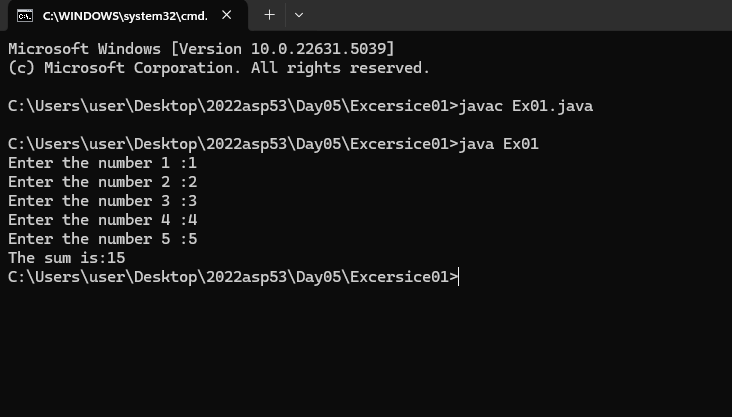 C:\WINDOWS\system32\cmd.
Microsoft Windows [Version 10.0.22631.5039]
(c) Microsoft Corporation. All rights reserved.
C:\Users\user\Desktop\2022asp53\Day05\Excersice01>javac Ex01.java
C:\Users\user\Desktop\2022asp53\Day05\Excersice01>java Ex01
Enter the number 1 :1
Enter the number 2 :2
Enter the number 3 :3
Enter the number 4 :4
Enter the number 5 :5
The sum is:15
C:\Users\user\Desktop\2022asp53\Day05\Excersice01>